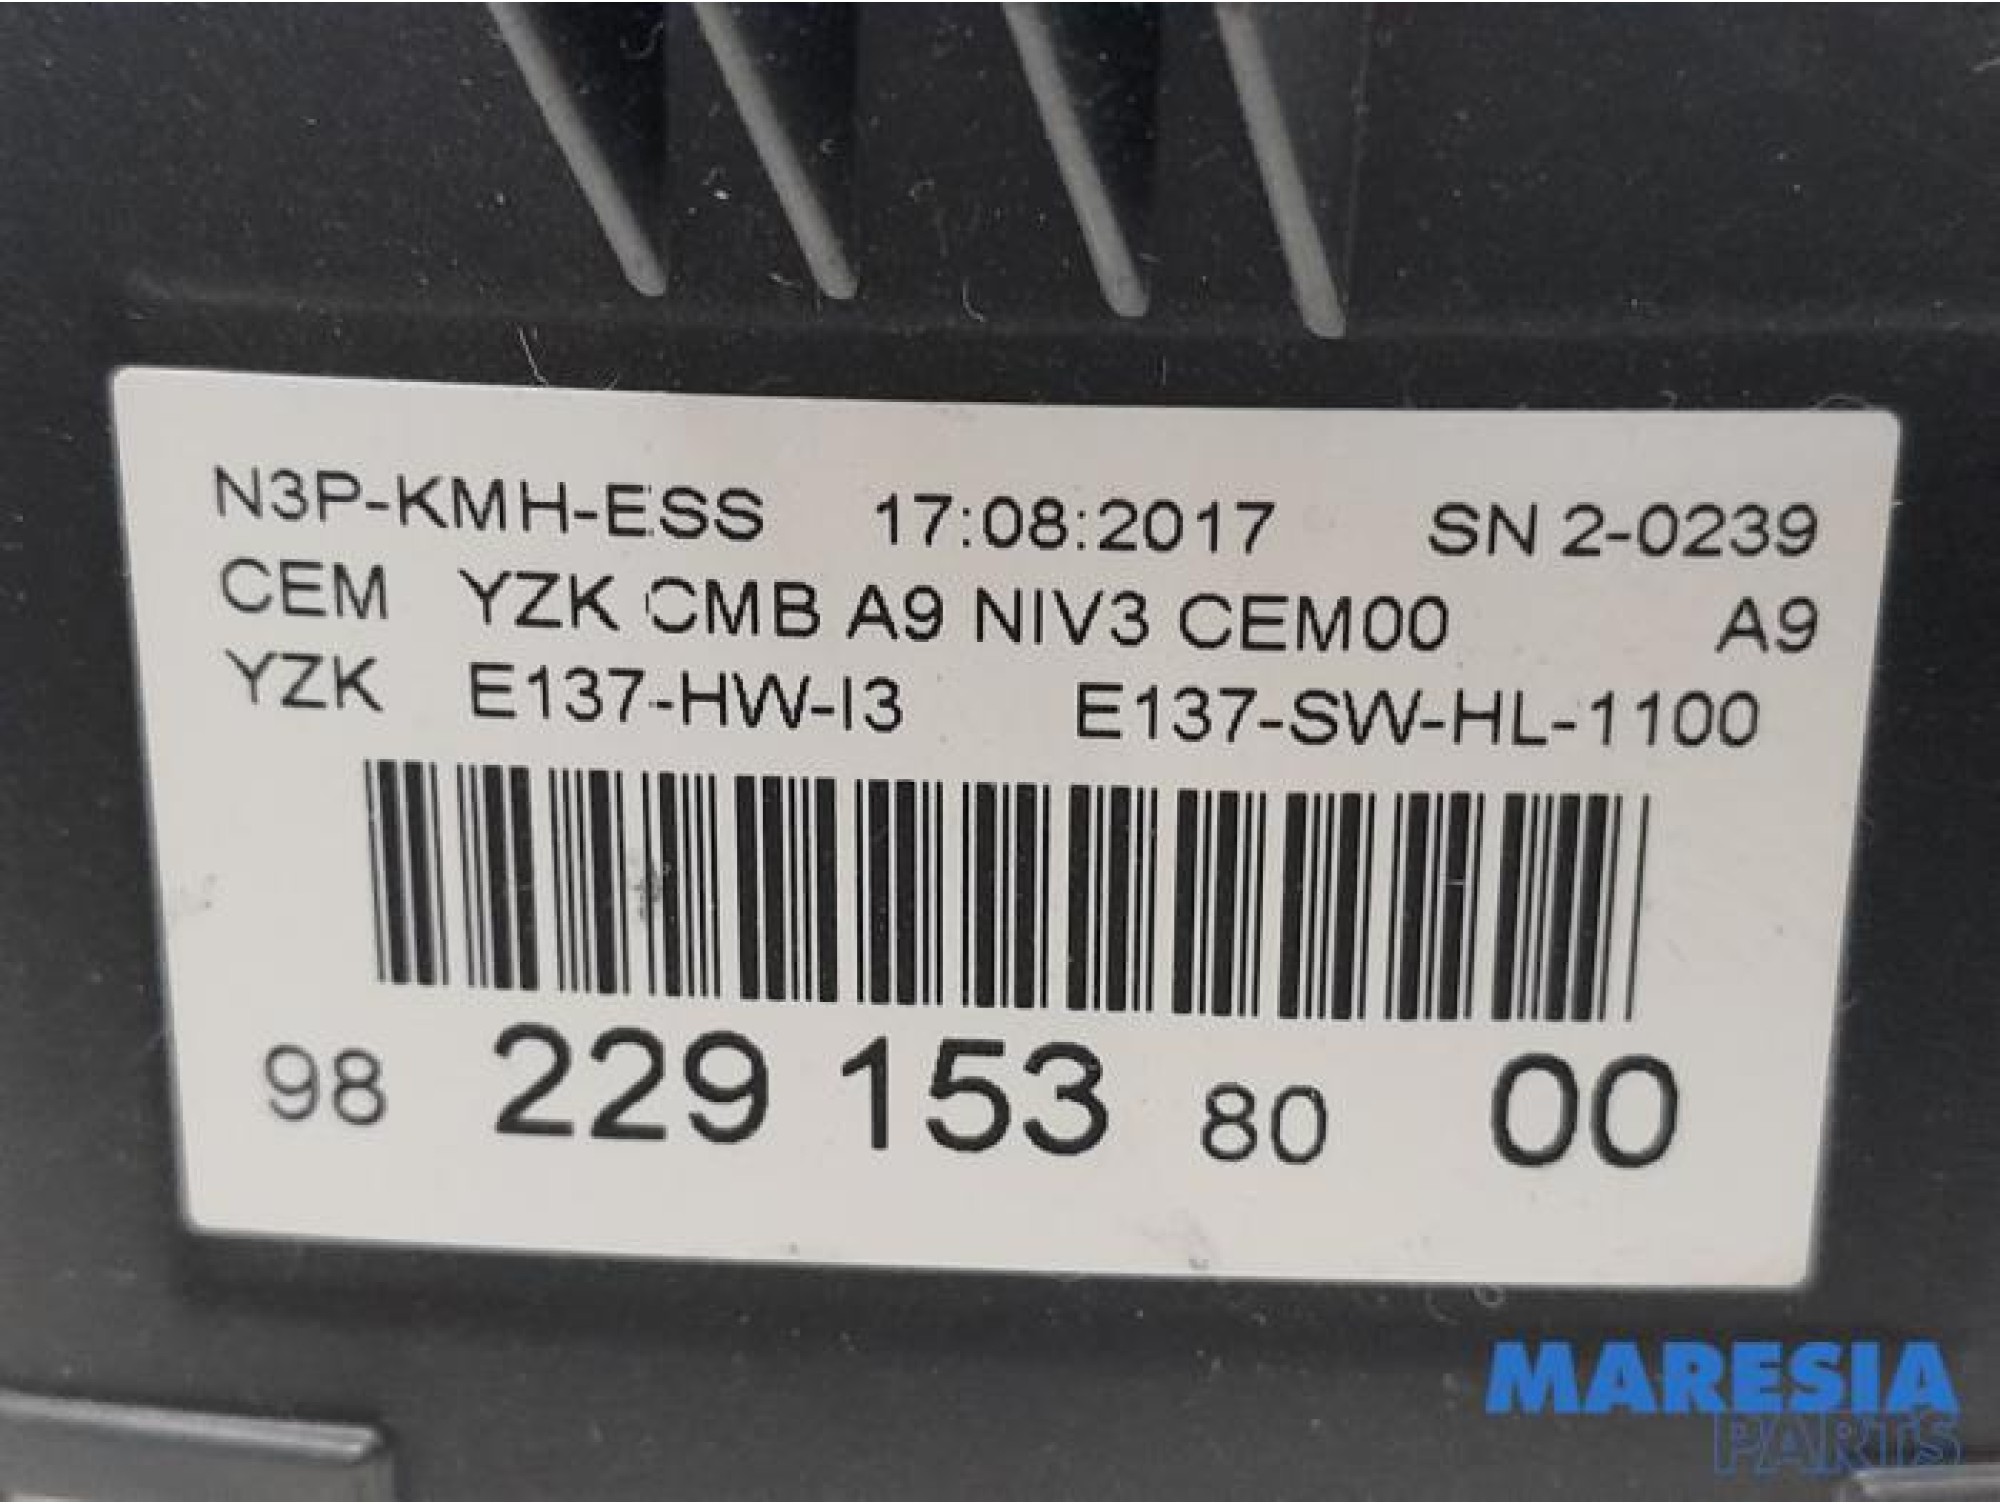 N3P-KMH-ESS 17:08:2017 SN 2-0239
CEM YZK CMB A9 NIV3 CEM00 A9
YZK E137-HW-I3 E137-SW-HL-1100
98 229 153 80 00
MARESIA
PARTS